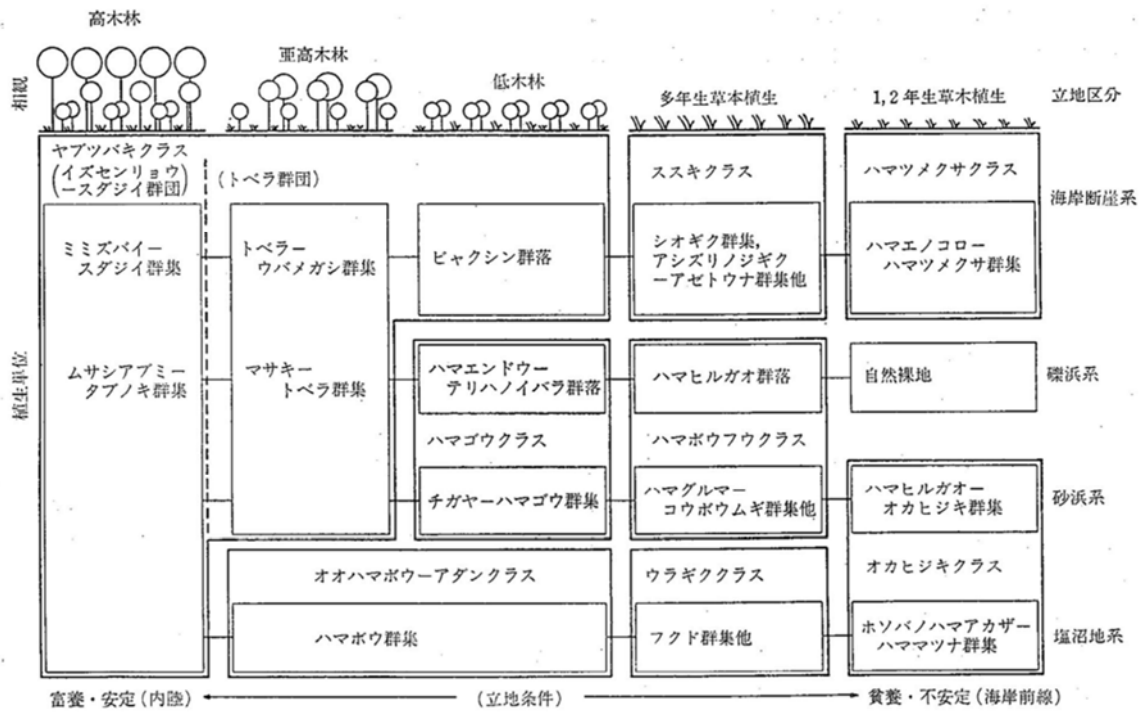 高木林
亜高木林
低木林
多年生草本植生
1,2年生草木植生
立地区分
相観
ヤブツバキクラス
(イズセンリョウ
ースダジイ群団)
(トベラ群団)
ススキクラス
ハマツメクサクラス
海岸断崖系
ミミズバイー
スダジイ群集
トベラー
ウバメガシ群集
ビャクシン群落
シオギク群集,
アシズリノジギク
ーアゼトウナ群集他
ハマエノコロー
ハマツメクサ群集
植生単位
ムサシアブミー
タブノキ群集
マサキー
トベラ群集
ハマエンドウー
テリハノイバラ群落
ハマヒルガオ群落
自然裸地
礫浜系
ハマゴウクラス
ハマボウフウクラス
チガヤーハマゴウ群集
ハマグルマー
コウボウムギ群集他
ハマヒルガオー
オカヒジキ群集
砂浜系
オオハマボウーアダンクラス
ウラギククラス
オカヒジキクラス
ハマボウ群集
フクド群集他
ホソバノハマアカザー
ハママツナ群集
塩沼地系
富養・安定(内陸)
(立地条件)
貧養・不安定(海岸前線)